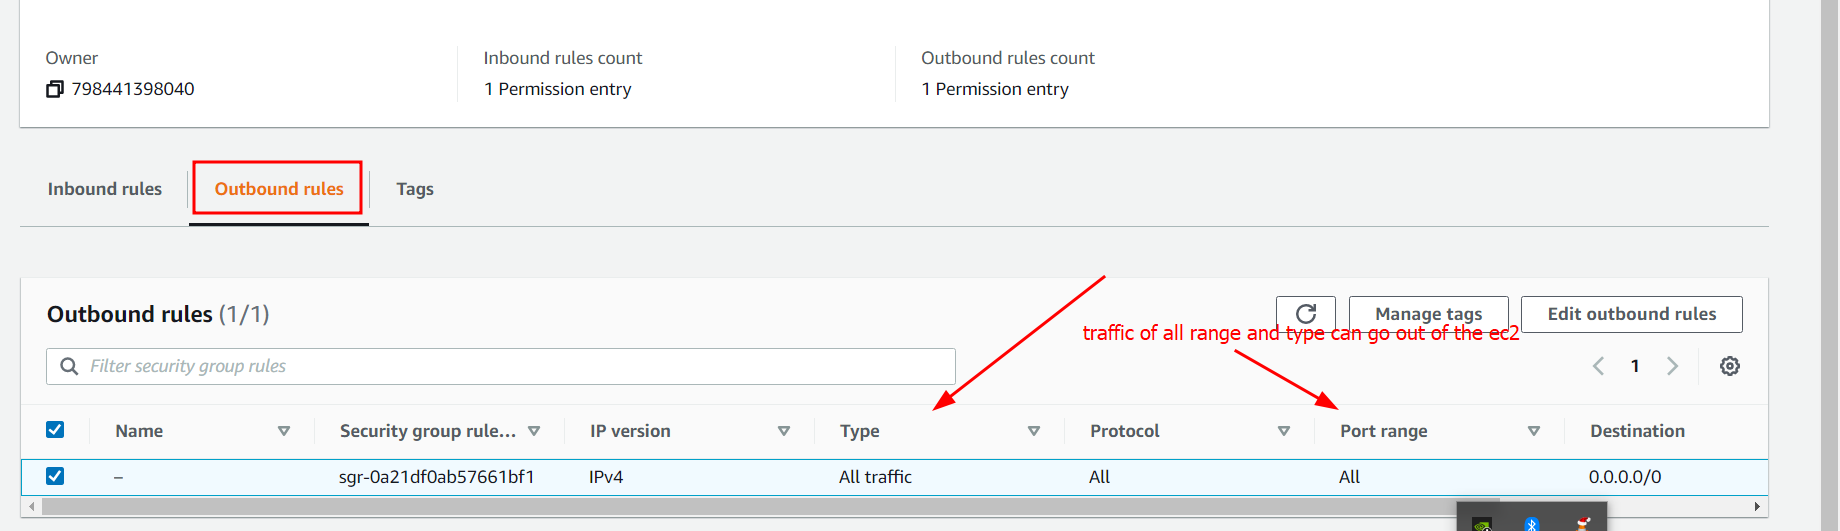 Owner
Inbound rules count
Outbound rules count
798441398040
1 Permission entry
1 Permission entry
Inbound rules
Outbound rules
Tags
Outbound rules (1/1)
Manage tags
Edit outbound rules
traffic of all range and type can go out of the ec2
Filter security group rules
1
Name
Security group rule...
IP version
Type
Protocol
Port range
Destination
–
sgr-0a21df0ab57661bf1
IPv4
All traffic
All
All
0.0.0.0/0